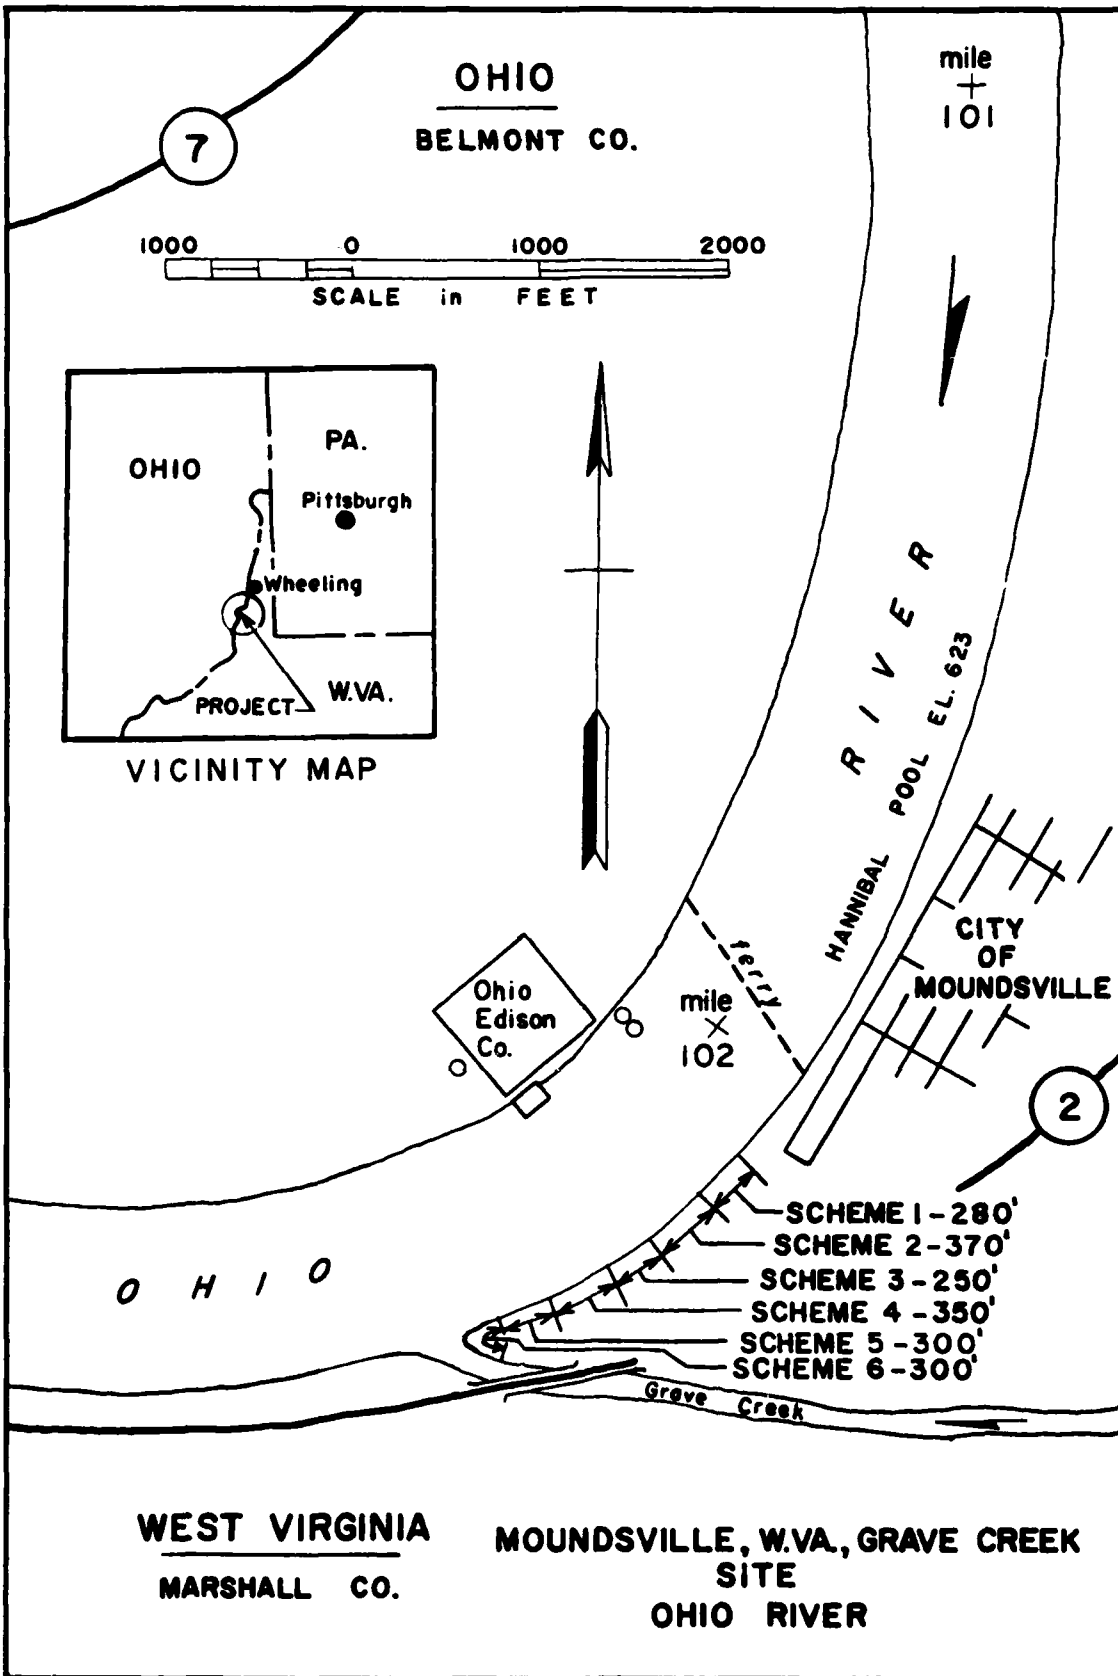 OHIO
BELMONT CO.
mile
101
7
1000 0 1000 2000
SCALE in FEET
OHIO
PA.
Pittsburgh
Wheeling
PROJECT
W.VA.
VICINITY MAP
RIVER
HANNIBAL POOL EL. 623
CITY
OF
MOUNDSVILLE
ferry
Ohio
Edison
Co.
mile
102
2
SCHEME 1-280'
SCHEME 2-370'
SCHEME 3-250'
SCHEME 4-350'
SCHEME 5-300'
SCHEME 6-300'
OHIO
Grave Creek
WEST VIRGINIA
MARSHALL CO.
MOUNDSVILLE, W.VA., GRAVE CREEK
SITE
OHIO RIVER